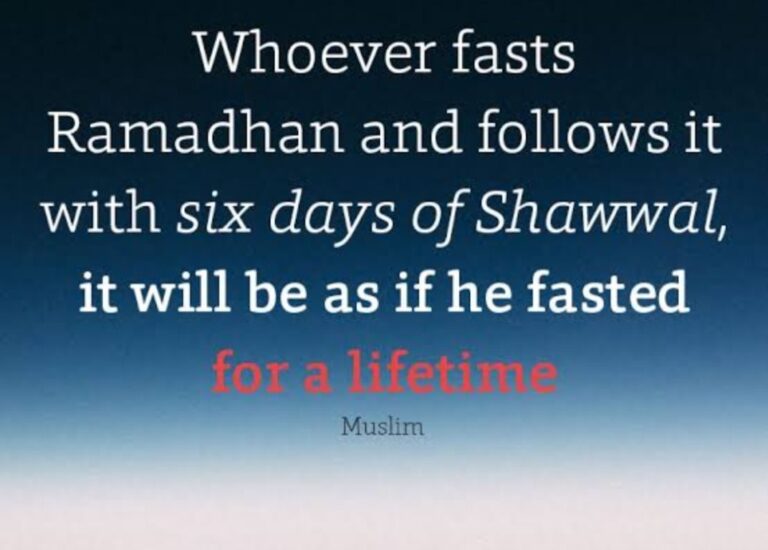 Whoever fasts
Ramadhan and follows it
with six days of Shawwal,
it will be as if he fasted
for a lifetime
Muslim